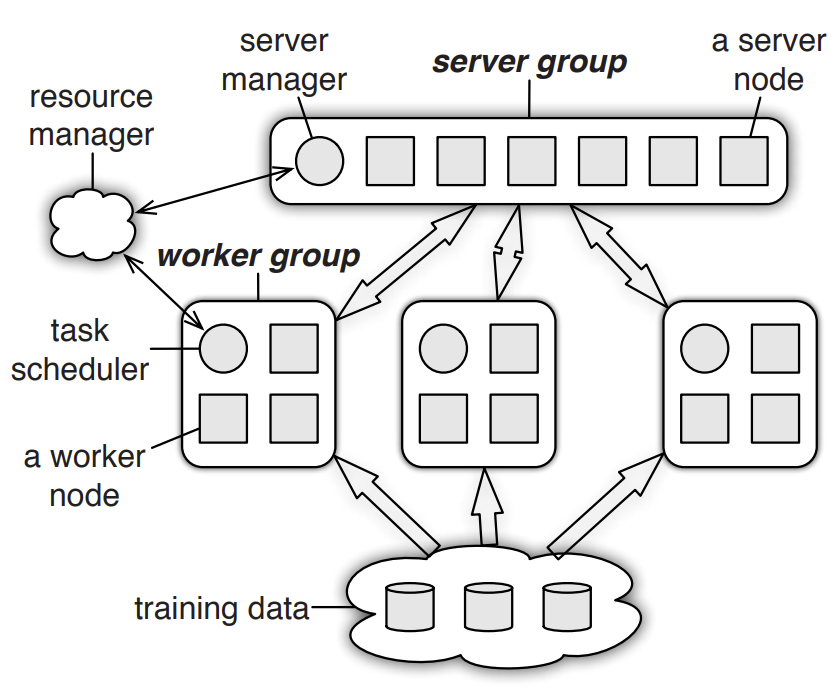 server
manager
server group
a server
node
resource
manager
worker group
task
scheduler
a worker
node
training data